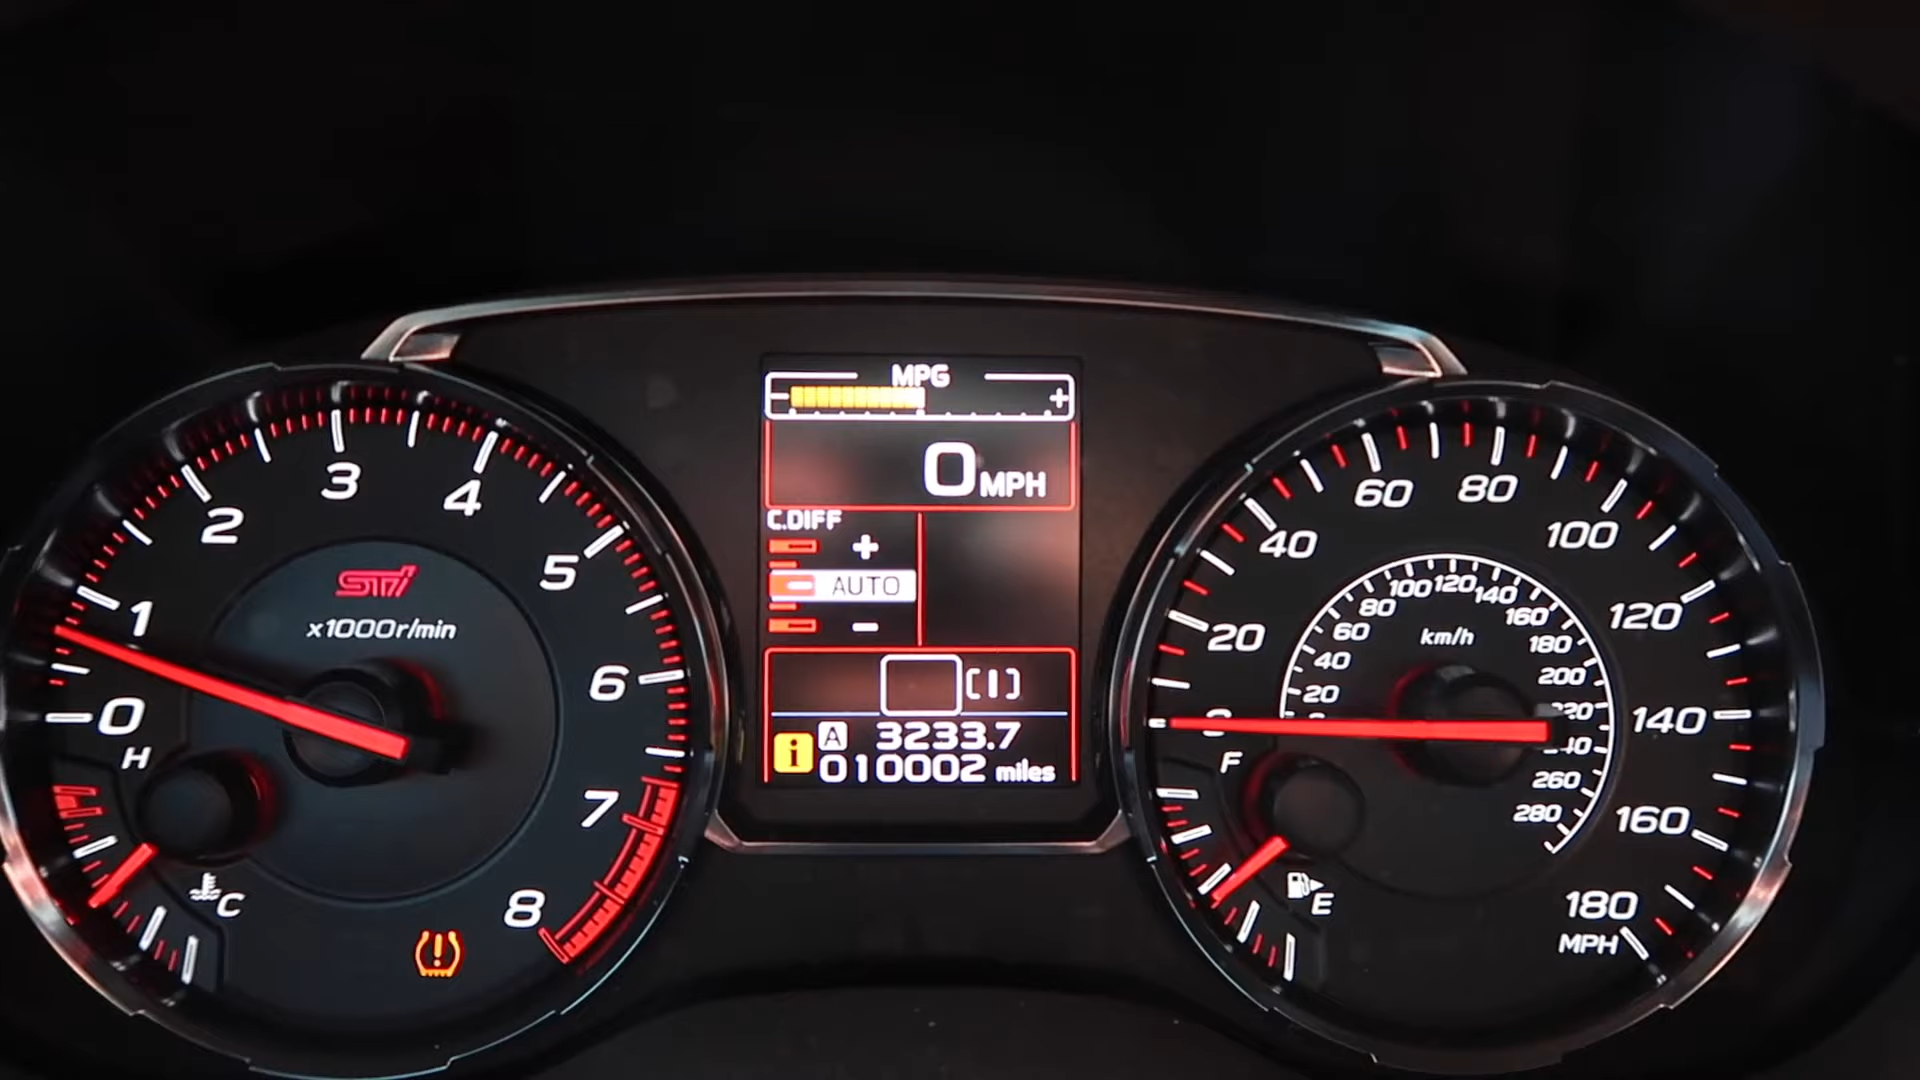 0
1
2
3
4
5
6
7
8
STI
x1000r/min
H
C
MPG
- +
0 MPH
C.DIFF
+
AUTO
-
[I]
i A 3233.7
010002 miles
20
40
60
80
100
120
140
160
180
MPH
km/h
20
40
60
80
100
120
140
160
180
200
260
280
F
E